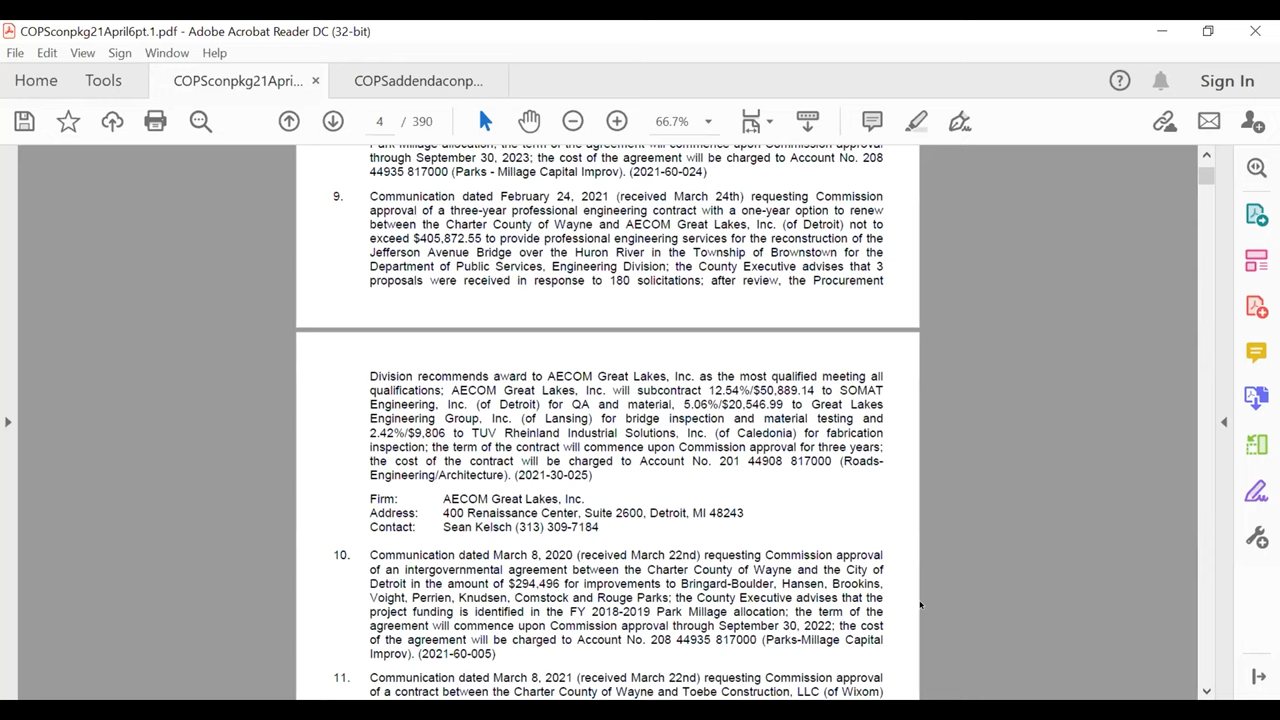 COPSconpkg21April6pt.1.pdf - Adobe Acrobat Reader DC (32-bit)
File Edit View Sign Window Help
Home Tools COPSconpkg21Apri... × COPSaddendaconp... Sign In
4 / 390 66.7%
Park Millage allocation; the term of the agreement will commence upon Commission approval
through September 30, 2023; the cost of the agreement will be charged to Account No. 208
44935 817000 (Parks - Millage Capital Improv). (2021-60-024)
9. Communication dated February 24, 2021 (received March 24th) requesting Commission
approval of a three-year professional engineering contract with a one-year option to renew
between the Charter County of Wayne and AECOM Great Lakes, Inc. (of Detroit) not to
exceed $405,872.55 to provide professional engineering services for the reconstruction of the
Jefferson Avenue Bridge over the Huron River in the Township of Brownstown for the
Department of Public Services, Engineering Division; the County Executive advises that 3
proposals were received in response to 180 solicitations; after review, the Procurement
Division recommends award to AECOM Great Lakes, Inc. as the most qualified meeting all
qualifications; AECOM Great Lakes, Inc. will subcontract 12.54%/$50,889.14 to SOMAT
Engineering, Inc. (of Detroit) for QA and material, 5.06%/$20,546.99 to Great Lakes
Engineering Group, Inc. (of Lansing) for bridge inspection and material testing and
2.42%/$9,806 to TUV Rheinland Industrial Solutions, Inc. (of Caledonia) for fabrication
inspection; the term of the contract will commence upon Commission approval for three years;
the cost of the contract will be charged to Account No. 201 44908 817000 (Roads-
Engineering/Architecture). (2021-30-025)
Firm: AECOM Great Lakes, Inc.
Address: 400 Renaissance Center, Suite 2600, Detroit, MI 48243
Contact: Sean Kelsch (313) 309-7184
10. Communication dated March 8, 2020 (received March 22nd) requesting Commission approval
of an intergovernmental agreement between the Charter County of Wayne and the City of
Detroit in the amount of $294,496 for improvements to Bringard-Boulder, Hansen, Brookins,
Voight, Perrien, Knudsen, Comstock and Rouge Parks; the County Executive advises that the
project funding is identified in the FY 2018-2019 Park Millage allocation; the term of the
agreement will commence upon Commission approval through September 30, 2022; the cost
of the agreement will be charged to Account No. 208 44935 817000 (Parks-Millage Capital
Improv). (2021-60-005)
11. Communication dated March 8, 2021 (received March 22nd) requesting Commission approval
of a contract between the Charter County of Wayne and Toebe Construction, LLC (of Wixom)